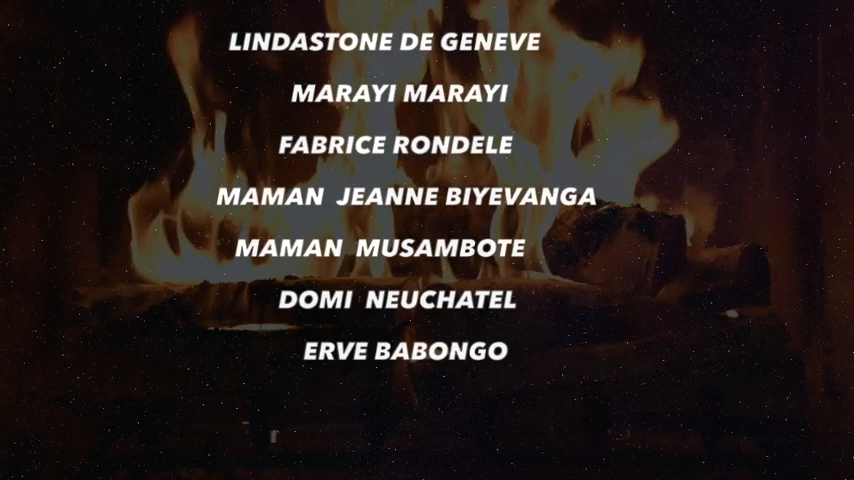 LINDASTONE DE GENEVE
MARAYI MARAYI
FABRICE RONDELE
MAMAN JEANNE BIYEVANGA
MAMAN MUSAMBOTE
DOMI NEUCHATEL
ERVE BABONGO